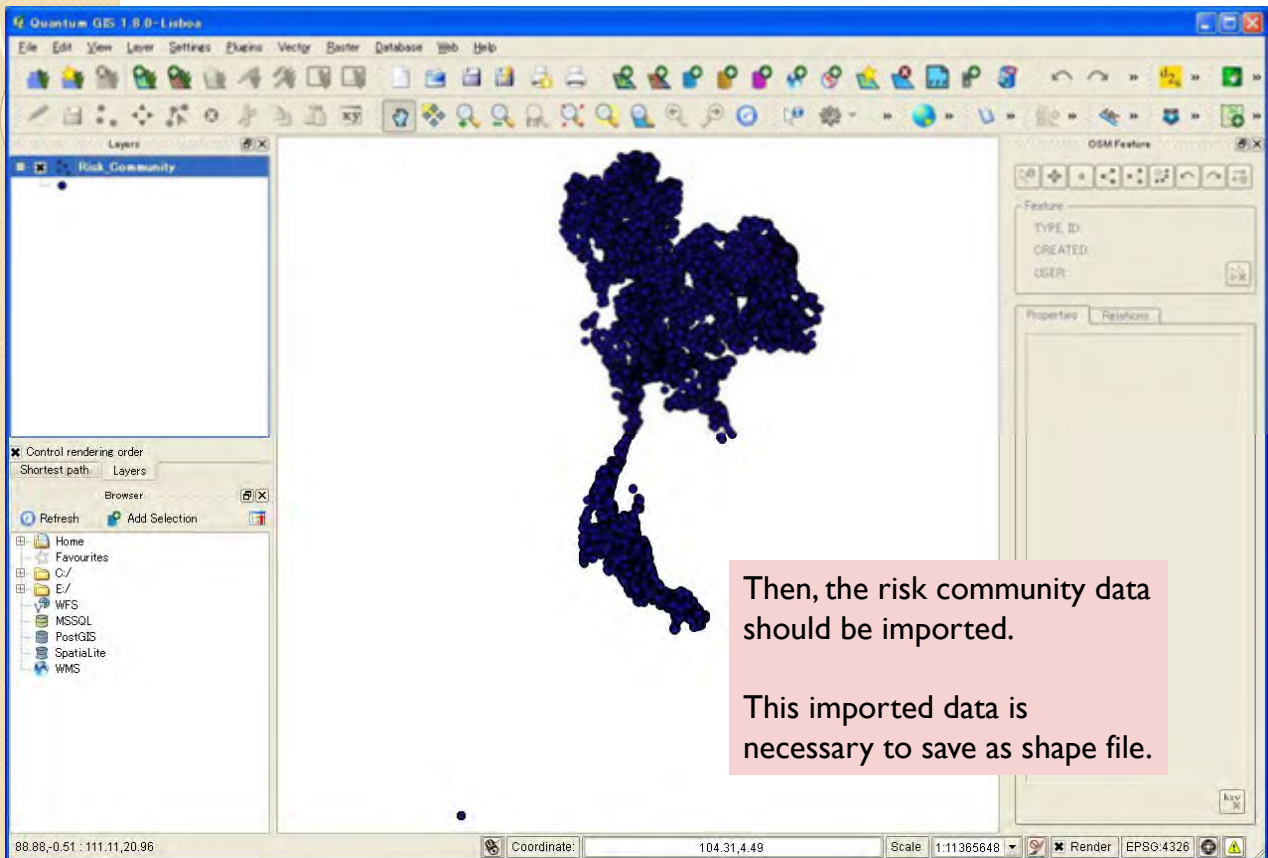 Quantum GIS 1.8.0-Lisboa
File Edit View Layer Settings Plugins Vector Raster Database Web Help
Layers
OSM Feature
Risk_Community
Feature
TYPE, ID:
CREATED:
USER:
Properties Relations
Control rendering order
Shortest path Layers
Browser
Refresh Add Selection
Home
Favourites
C:/
E:/
WFS
MSSQL
PostGIS
SpatiaLite
WMS
Then, the risk community data
should be imported.
This imported data is
necessary to save as shape file.
88.88,-0.51 : 111.11,20.96 Coordinate: 104.31,4.49 Scale 1:11365648 Render EPSG:4326